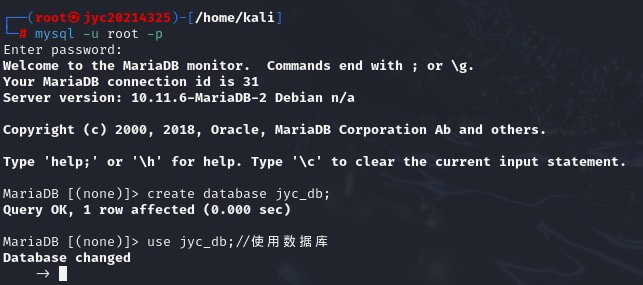 ┌──(root㉿jyc20214325)-[/home/kali]
└─# mysql -u root -p
Enter password:
Welcome to the MariaDB monitor.  Commands end with ; or \g.
Your MariaDB connection id is 31
Server version: 10.11.6-MariaDB-2 Debian n/a
Copyright (c) 2000, 2018, Oracle, MariaDB Corporation Ab and others.
Type 'help;' or '\h' for help. Type '\c' to clear the current input statement.
MariaDB [(none)]> create database jyc_db;
Query OK, 1 row affected (0.000 sec)
MariaDB [(none)]> use jyc_db;//使用数据库
Database changed
    ->